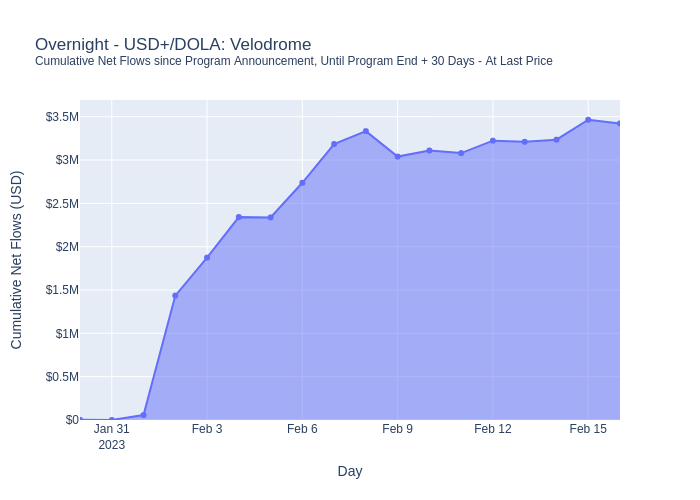 Overnight - USD+/DOLA: Velodrome
Cumulative Net Flows since Program Announcement, Until Program End + 30 Days - At Last Price
Cumulative Net Flows (USD)
$3.5M
$3M
$2.5M
$2M
$1.5M
$1M
$0.5M
$0
Jan 31
2023
Feb 3
Feb 6
Feb 9
Feb 12
Feb 15
Day